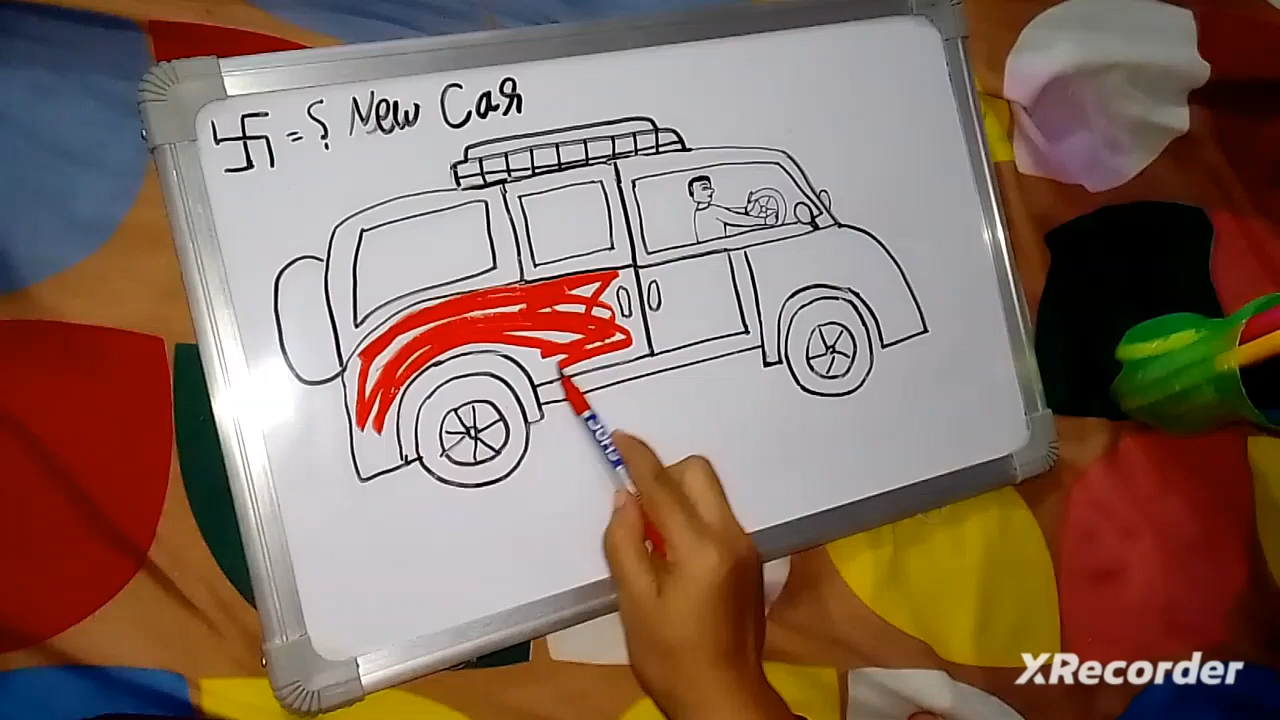 卐 = ? New Car
XRecorder